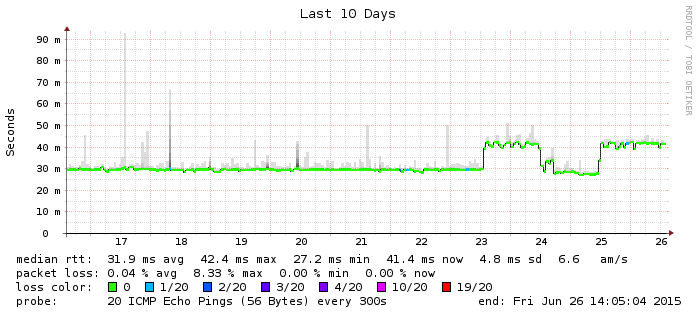 Last 10 Days
RRDTOOL / TOBI OETIKER
Seconds
90 m
80 m
70 m
60 m
50 m
40 m
30 m
20 m
10 m
0
17 18 19 20 21 22 23 24 25 26
median rtt: 31.9 ms avg 42.4 ms max 27.2 ms min 41.4 ms now 4.8 ms sd 6.6 am/s
packet loss: 0.04 % avg 8.33 % max 0.00 % min 0.00 % now
loss color: 0 1/20 2/20 3/20 4/20 10/20 19/20
probe: 20 ICMP Echo Pings (56 Bytes) every 300s end: Fri Jun 26 14:05:04 2015